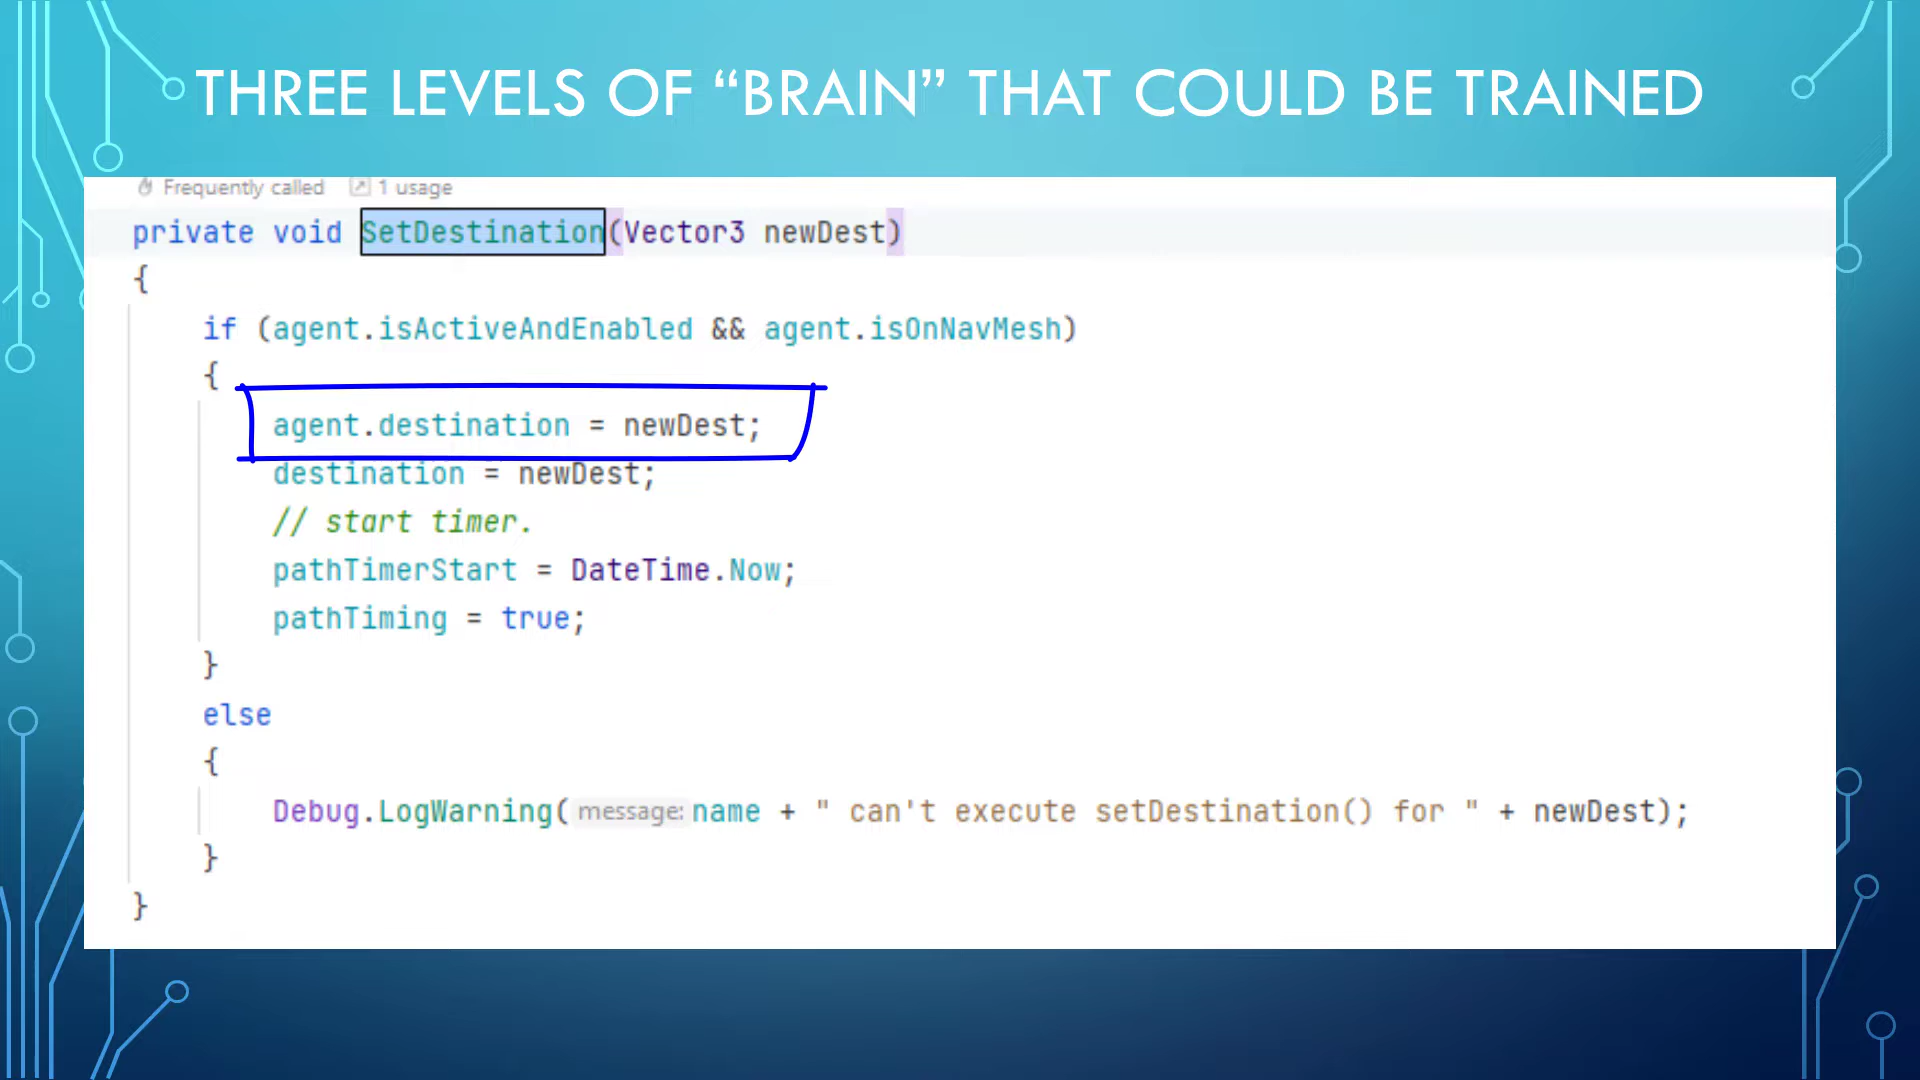 THREE LEVELS OF “BRAIN” THAT COULD BE TRAINED
Frequently called 1 usage
private void SetDestination(Vector3 newDest)
{
if (agent.isActiveAndEnabled && agent.isOnNavMesh)
{
agent.destination = newDest;
destination = newDest;
// start timer.
pathTimerStart = DateTime.Now;
pathTiming = true;
}
else
{
Debug.LogWarning( message: name + " can't execute setDestination() for " + newDest);
}
}